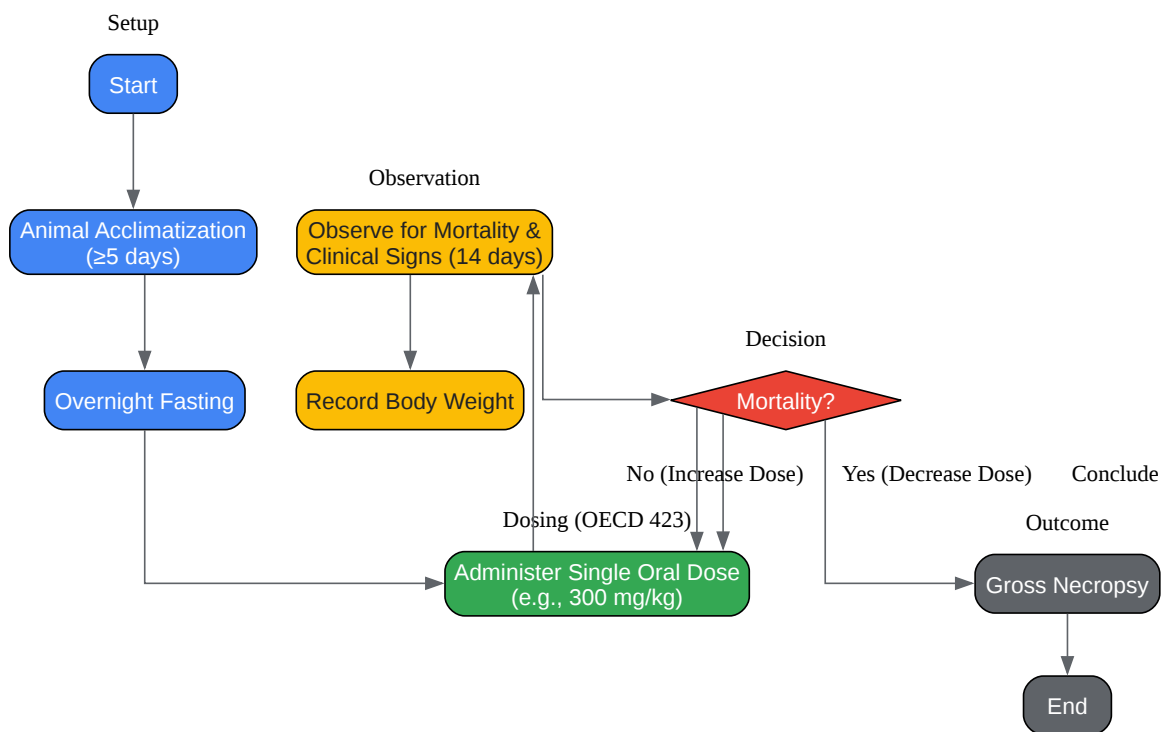 Setup
Start
Animal Acclimatization
(≥5 days)
Overnight Fasting
Observation
Observe for Mortality &
Clinical Signs (14 days)
Record Body Weight
Decision
Mortality?
No (Increase Dose)
Yes (Decrease Dose)
Conclude
Dosing (OECD 423)
Administer Single Oral Dose
(e.g., 300 mg/kg)
Outcome
Gross Necropsy
End